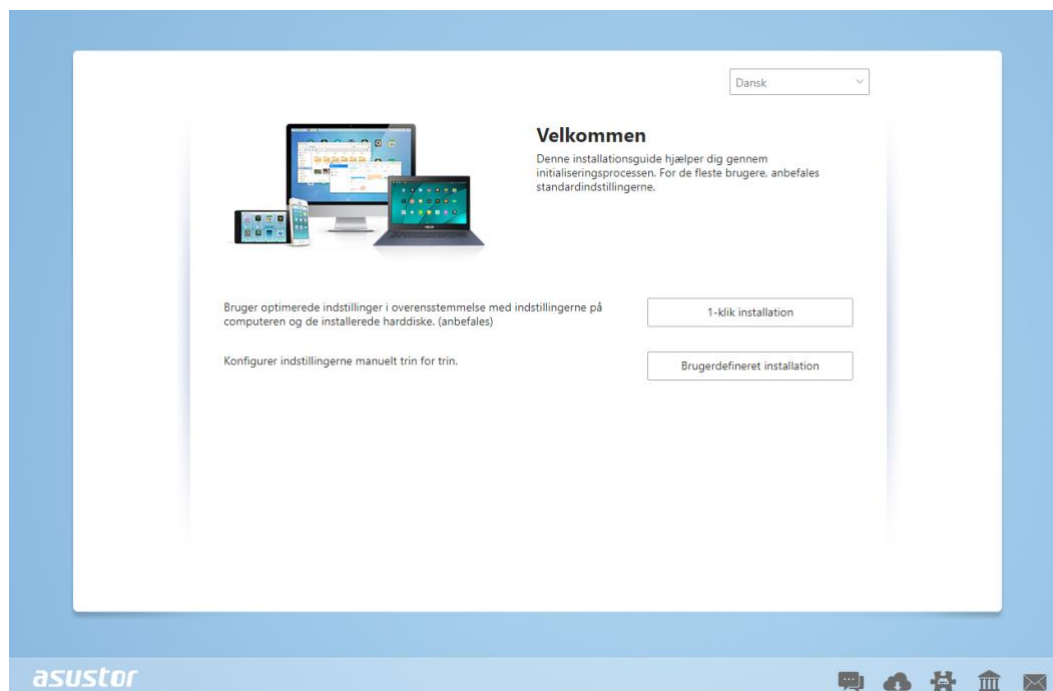 Dansk
Velkommen
Denne installationsguide hjælper dig gennem
initialiseringsprocessen. For de fleste brugere, anbefales
standardindstillingerne.
Bruger optimerede indstillinger i overensstemmelse med indstillingerne på
computeren og de installerede harddiske. (anbefales)
1-klik installation
Konfigurer indstillingerne manuelt trin for trin.
Brugerdefineret installation
asustor